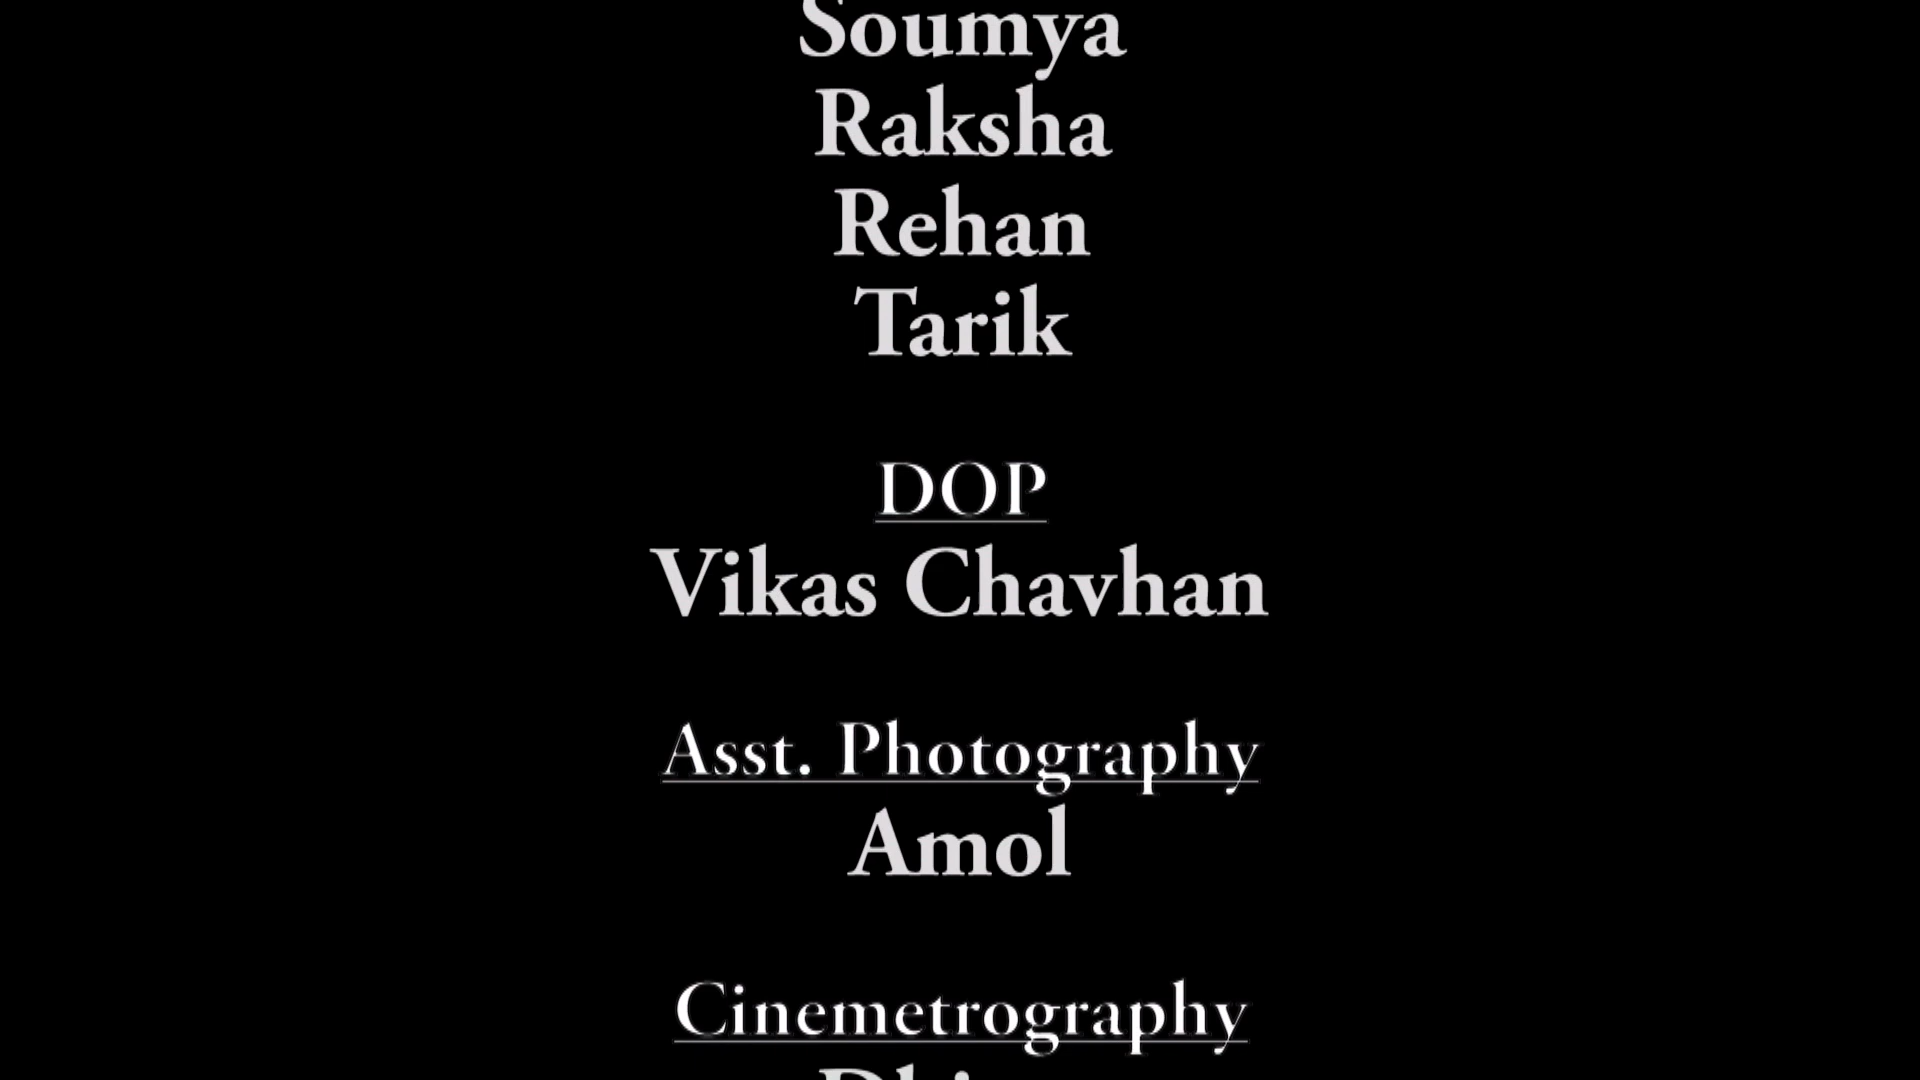 Soumya
Raksha
Rehan
Tarik
DOP
Vikas Chavhan
Asst. Photography
Amol
Cinemetrography